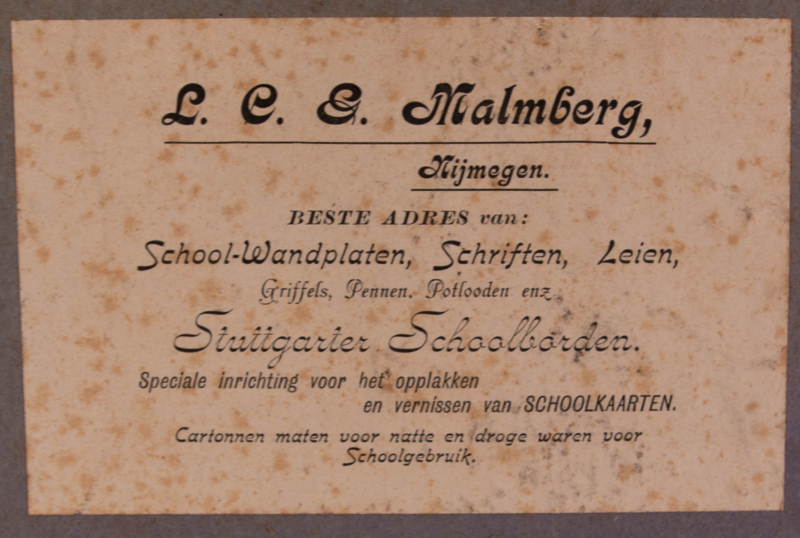 L. C. G. Malmberg,
Nijmegen.
BESTE ADRES van:
School-Wandplaten, Schriften, Leien,
Griffels, Pennen, Potlooden enz.
Stuttgarter Schoolborden.
Speciale inrichting voor het opplakken
en vernissen van SCHOOLKAARTEN.
Cartonnen maten voor natte en droge waren voor
Schoolgebruik.